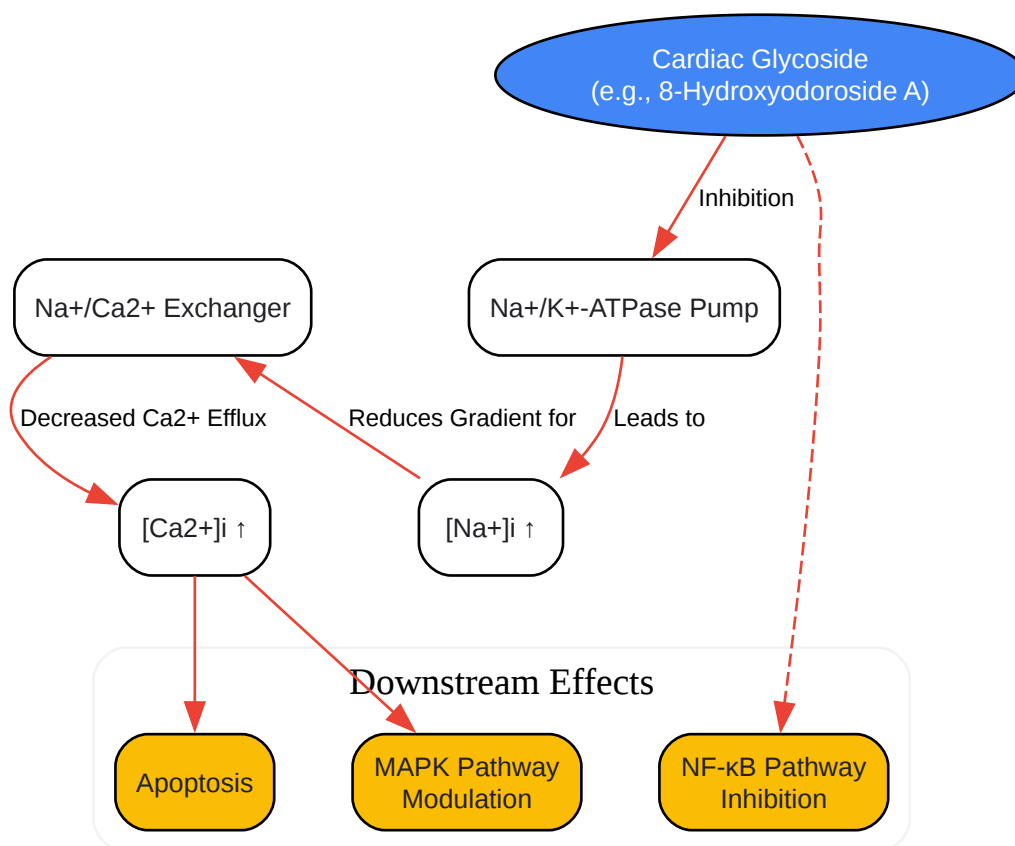 Cardiac Glycoside
(e.g., 8-Hydroxyodoroside A)
Inhibition
Na+/Ca2+ Exchanger
Na+/K+-ATPase Pump
Decreased Ca2+ Efflux
Reduces Gradient for
Leads to
[Ca2+]i ↑
[Na+]i ↑
Downstream Effects
Apoptosis
MAPK Pathway
Modulation
NF-κB Pathway
Inhibition